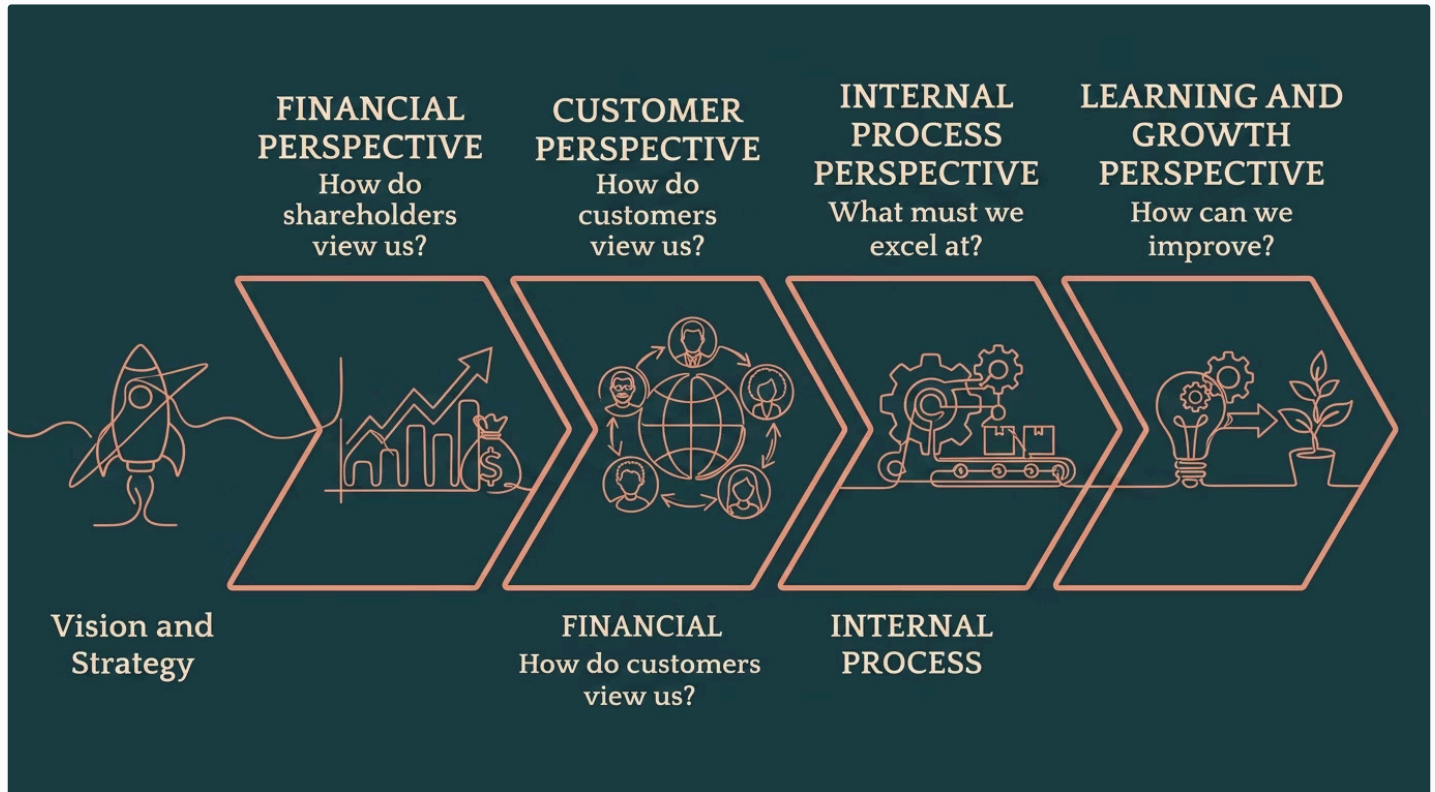 FINANCIAL
PERSPECTIVE
How do
shareholders
view us?
CUSTOMER
PERSPECTIVE
How do
customers
view us?
INTERNAL
PROCESS
PERSPECTIVE
What must we
excel at?
LEARNING AND
GROWTH
PERSPECTIVE
How can we
improve?
$
Vision and
Strategy
FINANCIAL
How do customers
view us?
INTERNAL
PROCESS